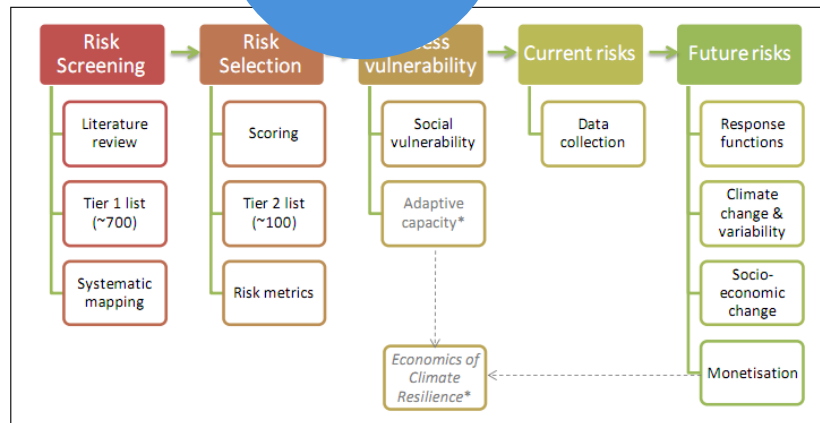 Risk
Screening
Literature
review
Tier 1 list
(~700)
Systematic
mapping
Risk
Selection
Scoring
Tier 2 list
(~100)
Risk metrics
vulnerability
Social
vulnerability
Adaptive
capacity*
Economics of
Climate
Resilience*
Current risks
Data
collection
Future risks
Response
functions
Climate
change &
variability
Socio-
economic
change
Monetisation